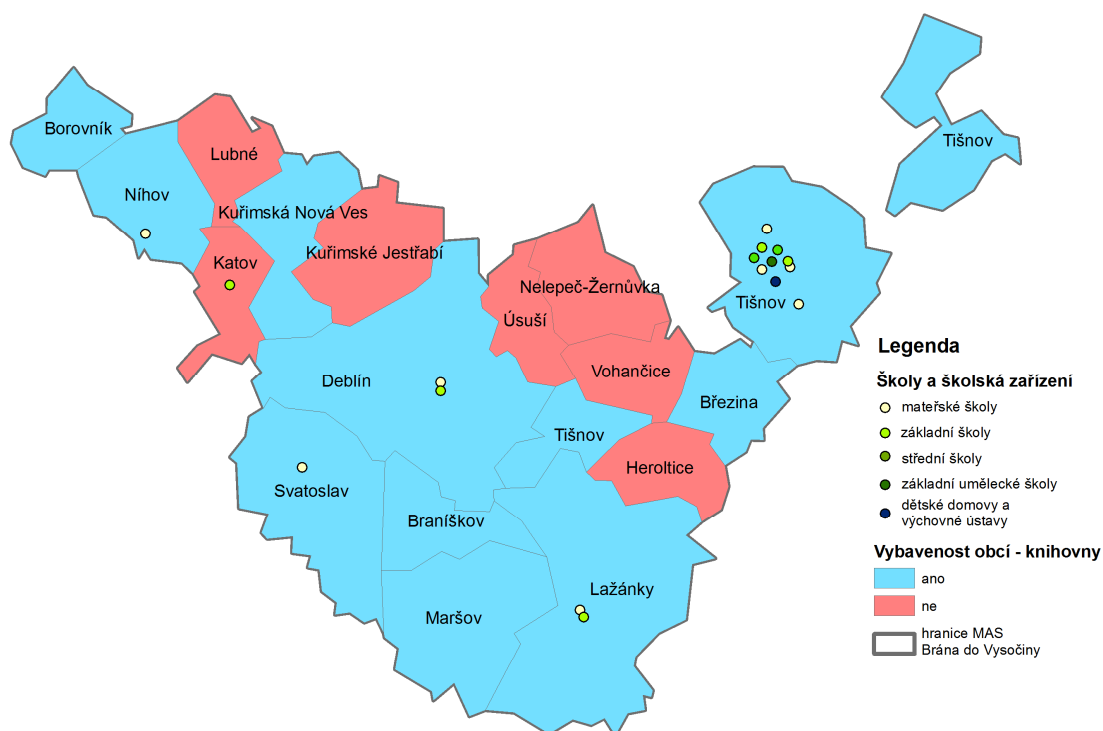 Borovník
Tišnov
Lubné
Níhov
Kuřimská Nová Ves
Kuřimské Jestřabí
Katov
Nelepeč-Žernůvka
Tišnov
Úsuší
Vohančice
Deblín
Březina
Tišnov
Heroltice
Svatoslav
Braníškov
Lažánky
Maršov
Legenda
Školy a školská zařízení
mateřské školy
základní školy
střední školy
základní umělecké školy
dětské domovy a
výchovné ústavy
Vybavenost obcí - knihovny
ano
ne
hranice MAS
Brána do Vysočiny